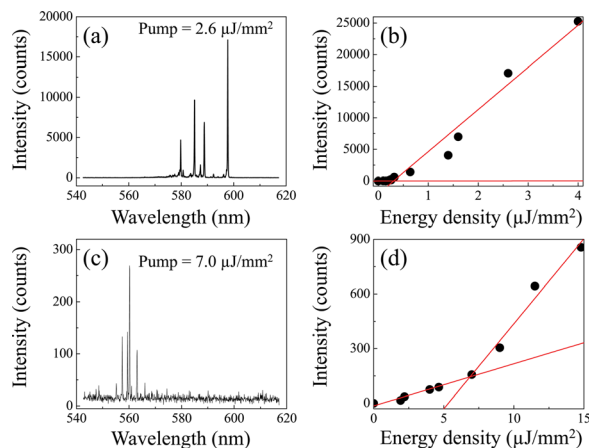 (a)
Pump = 2.6 µJ/mm²
Intensity (counts)
20000
15000
10000
5000
0
540 560 580 600 620
Wavelength (nm)
(b)
Intensity (counts)
25000
20000
15000
10000
5000
0
0 1 2 3 4
Energy density (µJ/mm²)
(c)
Pump = 7.0 µJ/mm²
Intensity (counts)
300
200
100
0
540 560 580 600 620
Wavelength (nm)
(d)
Intensity (counts)
900
600
300
0
0 5 10 15
Energy density (µJ/mm²)